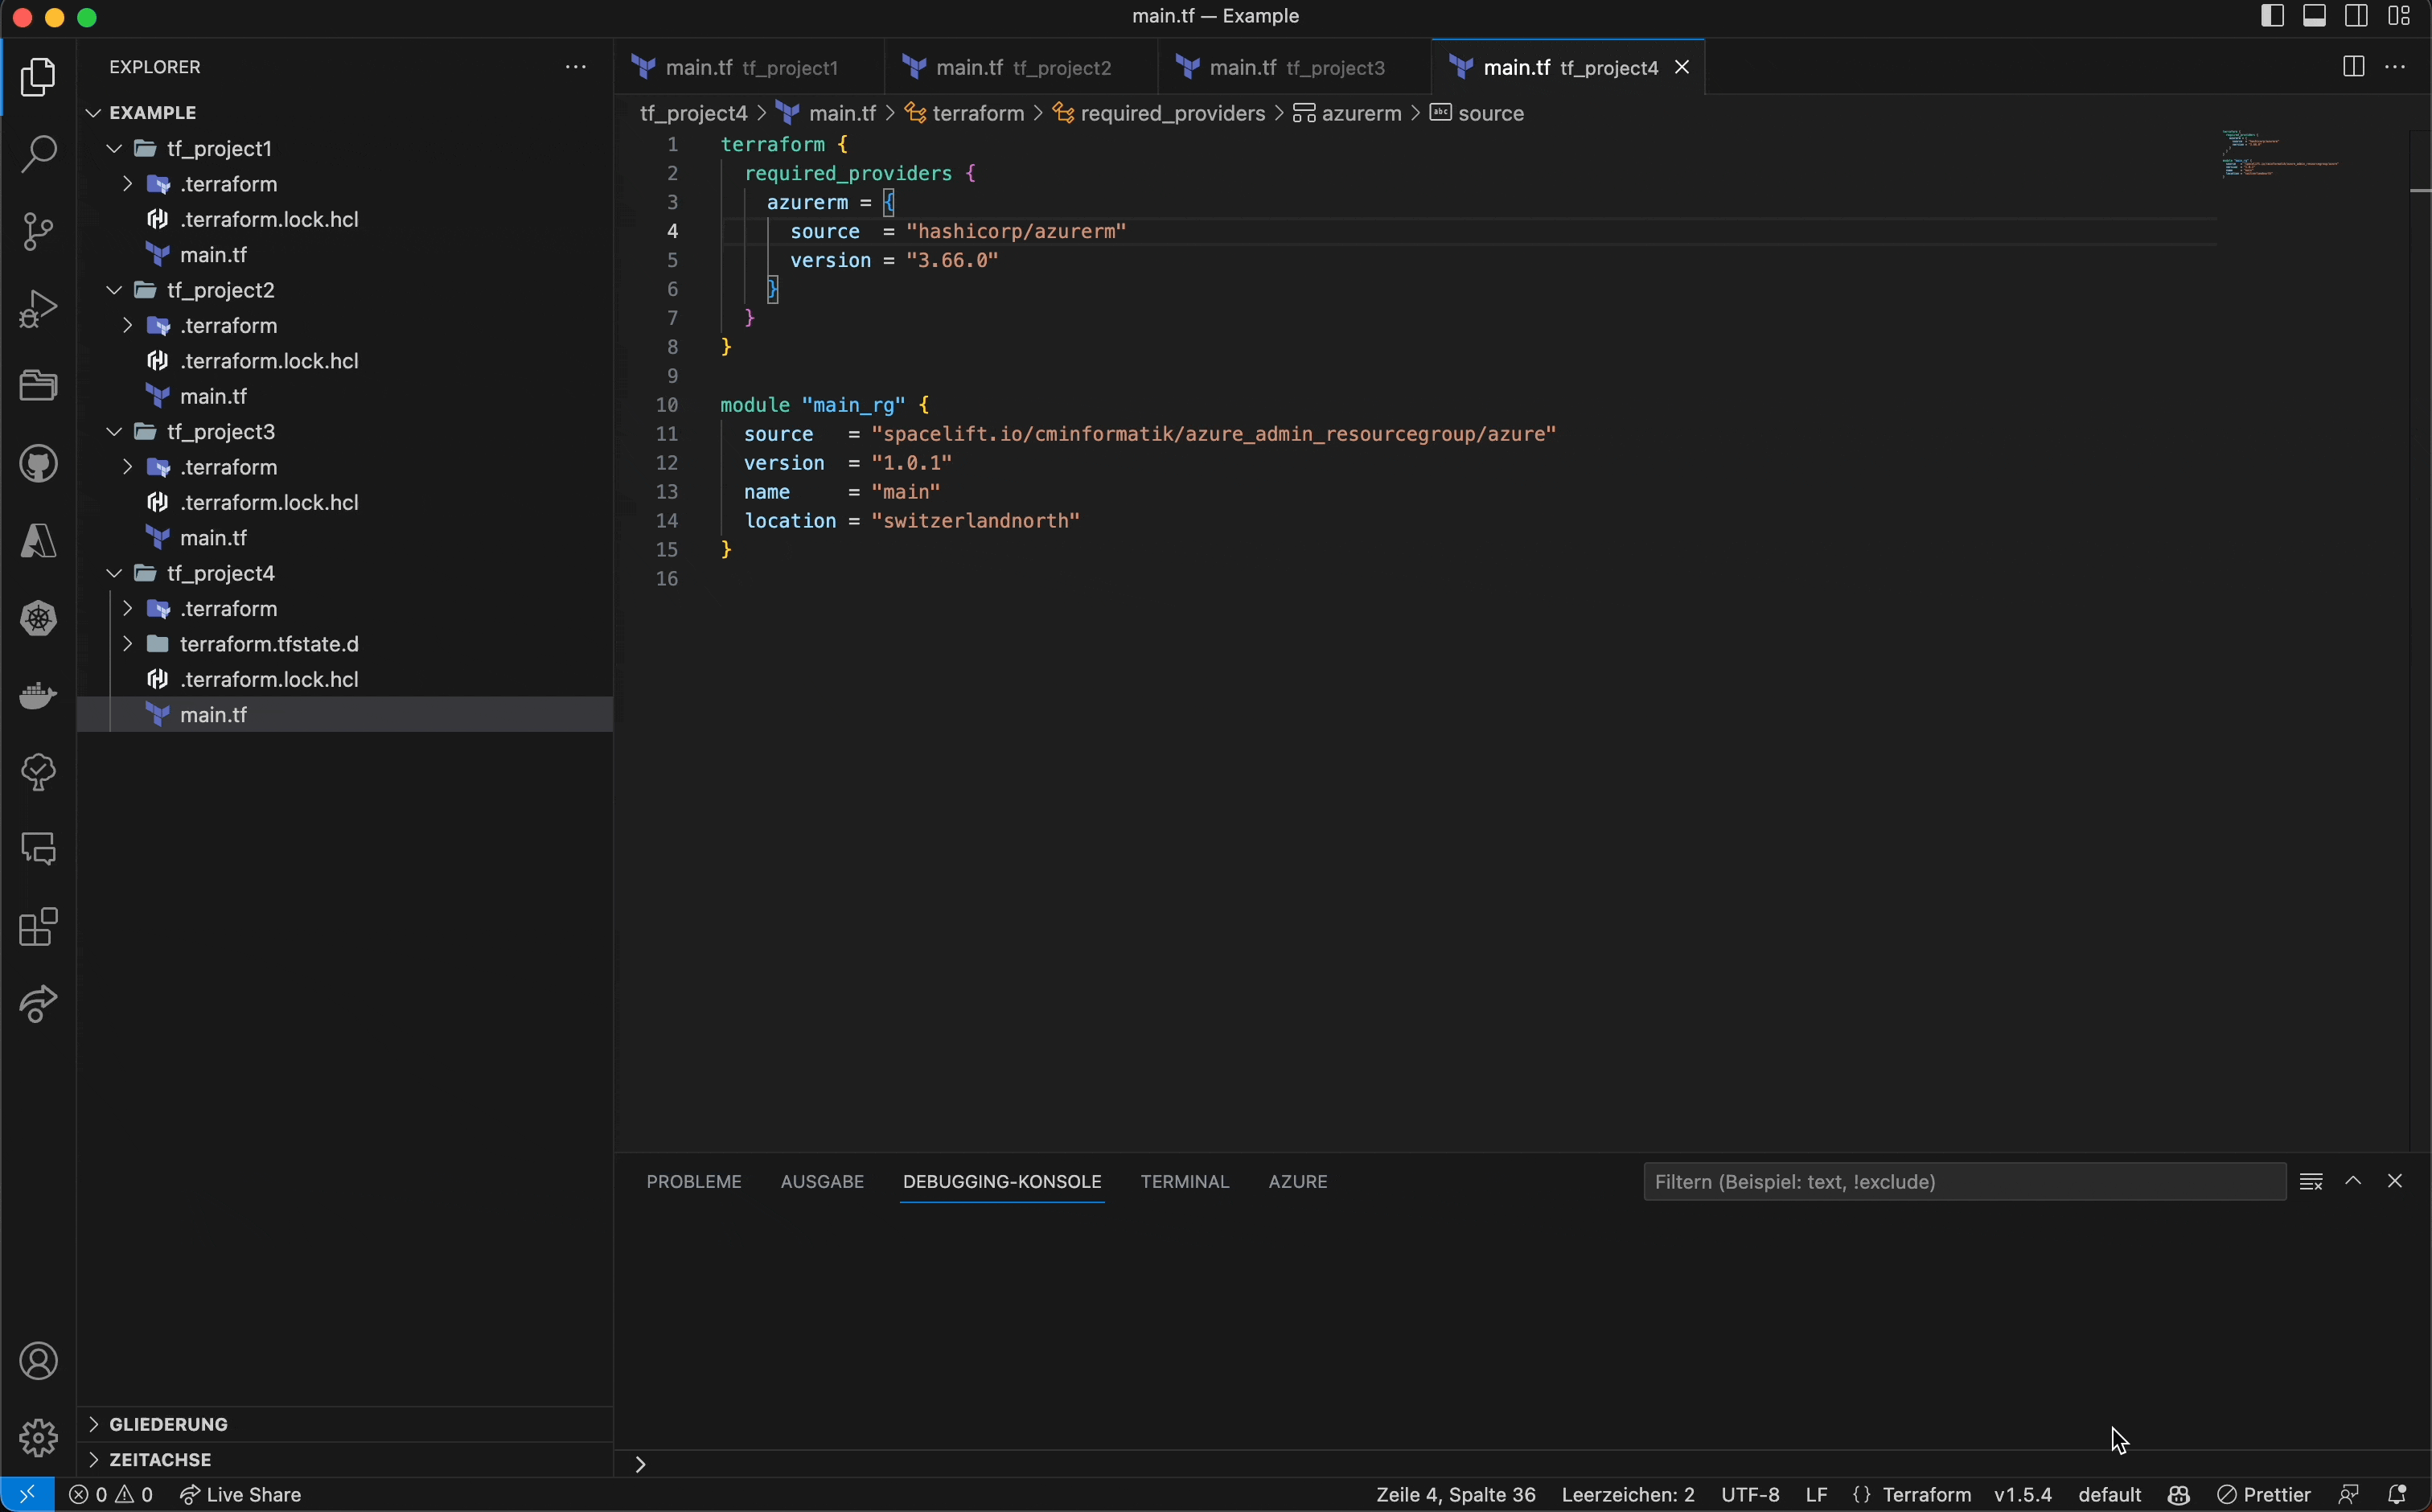 main.tf — Example
EXPLORER
EXAMPLE
tf_project1
.terraform
.terraform.lock.hcl
main.tf
tf_project2
.terraform
.terraform.lock.hcl
main.tf
tf_project3
.terraform
.terraform.lock.hcl
main.tf
tf_project4
.terraform
terraform.tfstate.d
.terraform.lock.hcl
main.tf
GLIEDERUNG
ZEITACHSE
main.tf tf_project1
main.tf tf_project2
main.tf tf_project3
main.tf tf_project4
tf_project4 > main.tf > terraform > required_providers > azurerm > abc source
1 terraform {
2 required_providers {
3 azurerm = {
4 source = "hashicorp/azurerm"
5 version = "3.66.0"
6 }
7 }
8 }
9
10 module "main_rg" {
11 source = "spacelift.io/cminformatik/azure_admin_resourcegroup/azure"
12 version = "1.0.1"
13 name = "main"
14 location = "switzerlandnorth"
15 }
16
PROBLEME AUSGABE DEBUGGING-KONSOLE TERMINAL AZURE
Filtern (Beispiel: text, !exclude)
>
0 0 Live Share Zeile 4, Spalte 36 Leerzeichen: 2 UTF-8 LF {} Terraform v1.5.4 default Prettier